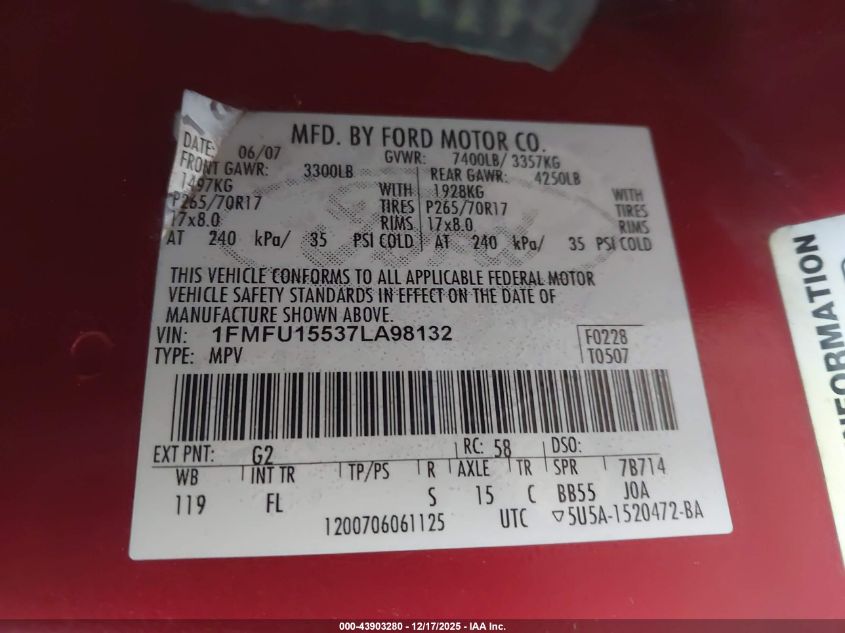 MFD. BY FORD MOTOR CO.
DATE: 06/07 GVWR: 7400LB/ 3357KG
FRONT GAWR: 3300LB REAR GAWR: 4250LB
1497KG WITH 1928KG WITH
P265/70R17 TIRES P265/70R17 TIRES
17x8.0 RIMS 17x8.0 RIMS
AT 240 kPa/ 35 PSI COLD AT 240 kPa/ 35 PSI COLD
THIS VEHICLE CONFORMS TO ALL APPLICABLE FEDERAL MOTOR
VEHICLE SAFETY STANDARDS IN EFFECT ON THE DATE OF
MANUFACTURE SHOWN ABOVE.
VIN: 1FMFU15537LA98132 F0228
TYPE: MPV T0507
EXT PNT: G2 RC: 58 DSO:
WB INT TR TP/PS R AXLE TR SPR 7B714
119 FL S 15 C BB55 J0A
1200706061125 UTC ▽5U5A-1520472-BA
INFORMATION
000-43903280 - 12/17/2025 - IAA Inc.